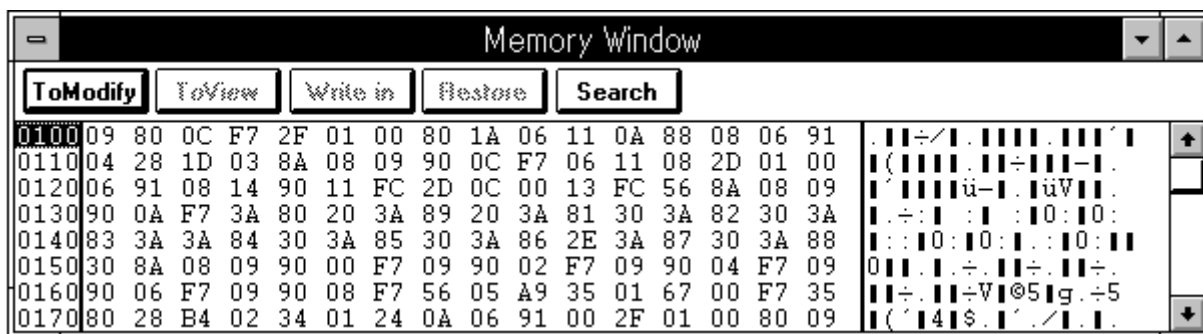 Memory Window
ToModify ToView Write in Restore Search
0100 09 80 0C F7 2F 01 00 80 1A 06 11 0A 88 08 06 91
0110 04 28 1D 03 8A 08 09 90 0C F7 06 11 08 2D 01 00
0120 06 91 08 14 90 11 FC 2D 0C 00 13 FC 56 8A 08 09
0130 90 0A F7 3A 80 20 3A 89 20 3A 81 30 3A 82 30 3A
0140 83 3A 3A 84 30 3A 85 30 3A 86 2E 3A 87 30 3A 88
0150 30 8A 08 09 90 00 F7 09 90 02 F7 09 90 04 F7 09
0160 90 06 F7 09 90 08 F7 56 05 A9 35 01 67 00 F7 35
0170 80 28 B4 02 34 01 24 0A 06 91 00 2F 01 00 80 09